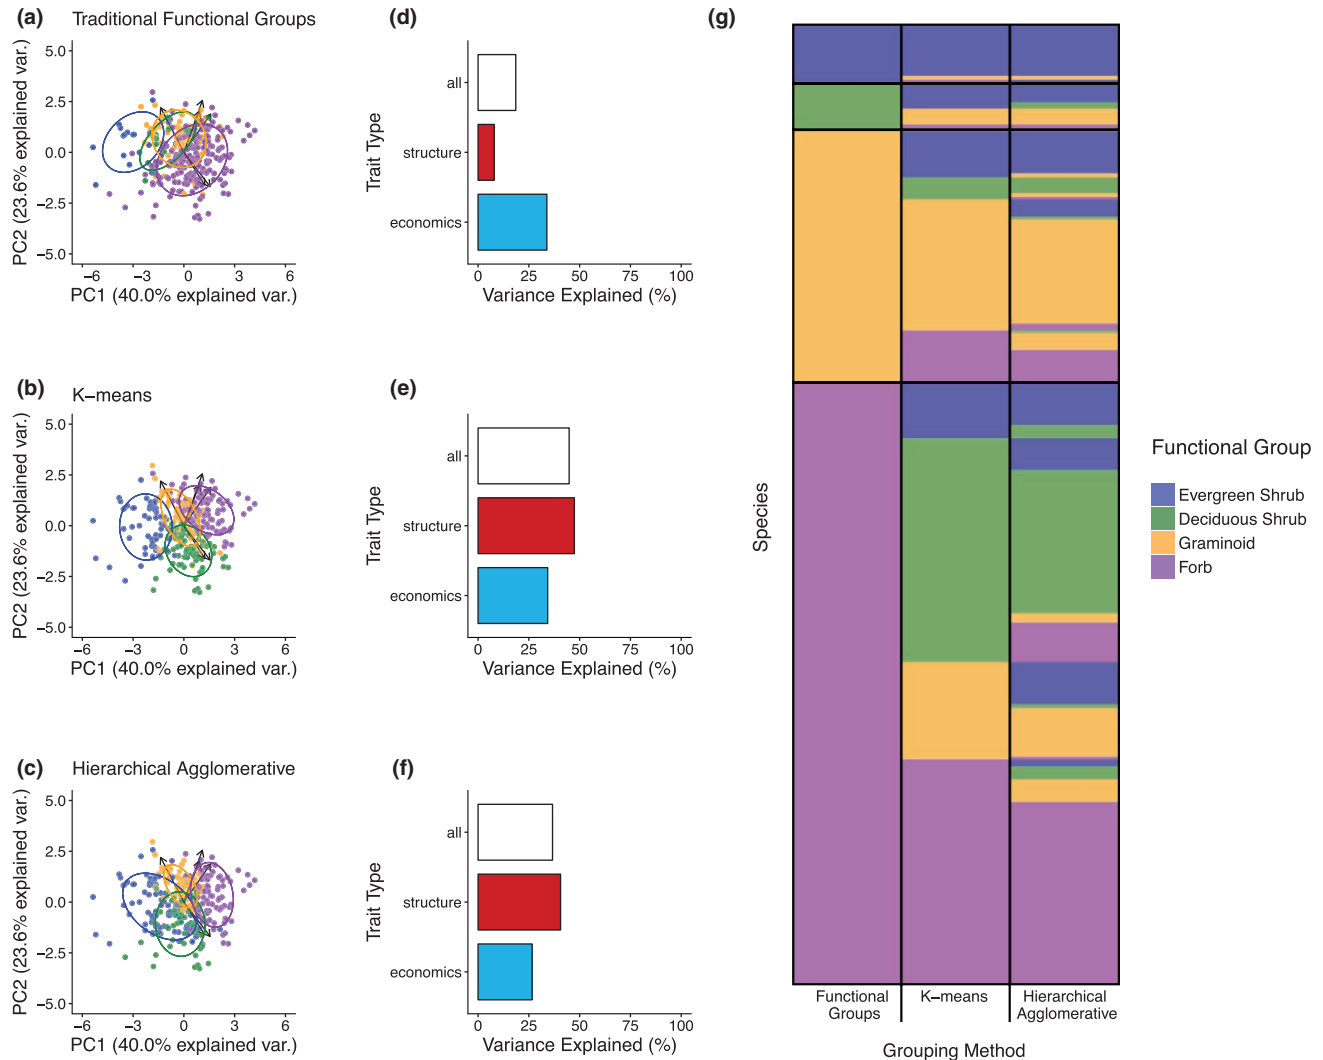 (a) Traditional Functional Groups
5.0
2.5
0.0
−2.5
−5.0
PC2 (23.6% explained var.)
−6 −3 0 3 6
PC1 (40.0% explained var.)
(d)
all
structure
economics
Trait Type
0 25 50 75 100
Variance Explained (%)
(b) K−means
5.0
2.5
0.0
−2.5
−5.0
PC2 (23.6% explained var.)
−6 −3 0 3 6
PC1 (40.0% explained var.)
(e)
all
structure
economics
Trait Type
0 25 50 75 100
Variance Explained (%)
(c) Hierarchical Agglomerative
5.0
2.5
0.0
−2.5
−5.0
PC2 (23.6% explained var.)
−6 −3 0 3 6
PC1 (40.0% explained var.)
(f)
all
structure
economics
Trait Type
0 25 50 75 100
Variance Explained (%)
(g)
Species
Functional
Groups
K−means
Hierarchical
Agglomerative
Grouping Method
Functional Group
Evergreen Shrub
Deciduous Shrub
Graminoid
Forb